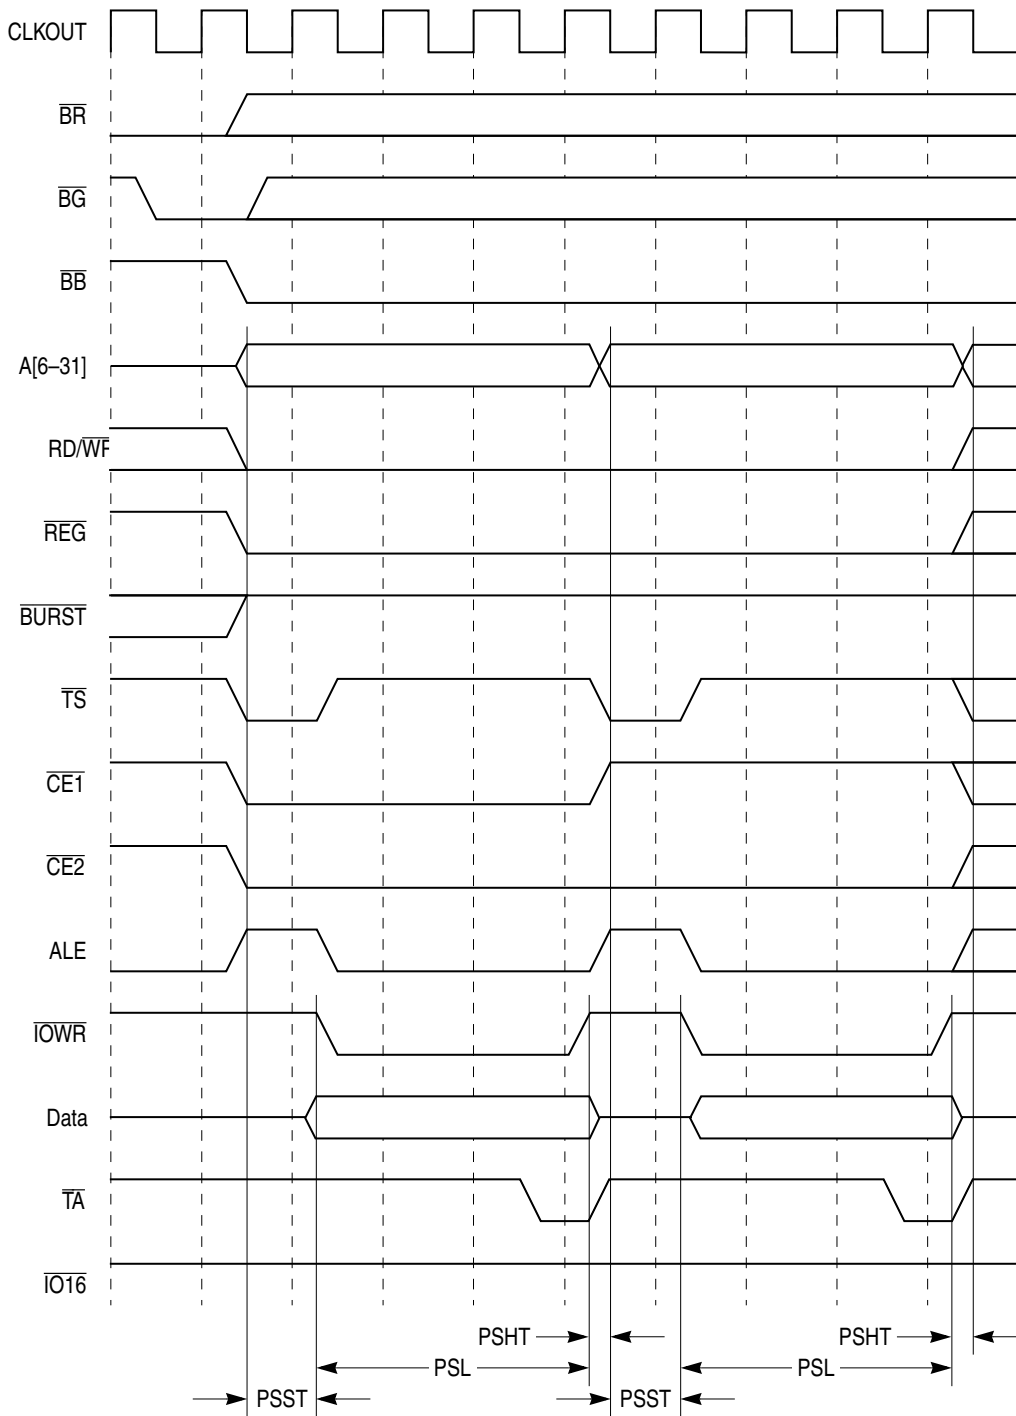 CLKOUT
BR
BG
BB
A[6–31]
RD/WF
REG
BURST
TS
CE1
CE2
ALE
IOWR
Data
TA
IO16
PSHT PSHT
PSL PSL
PSST PSST